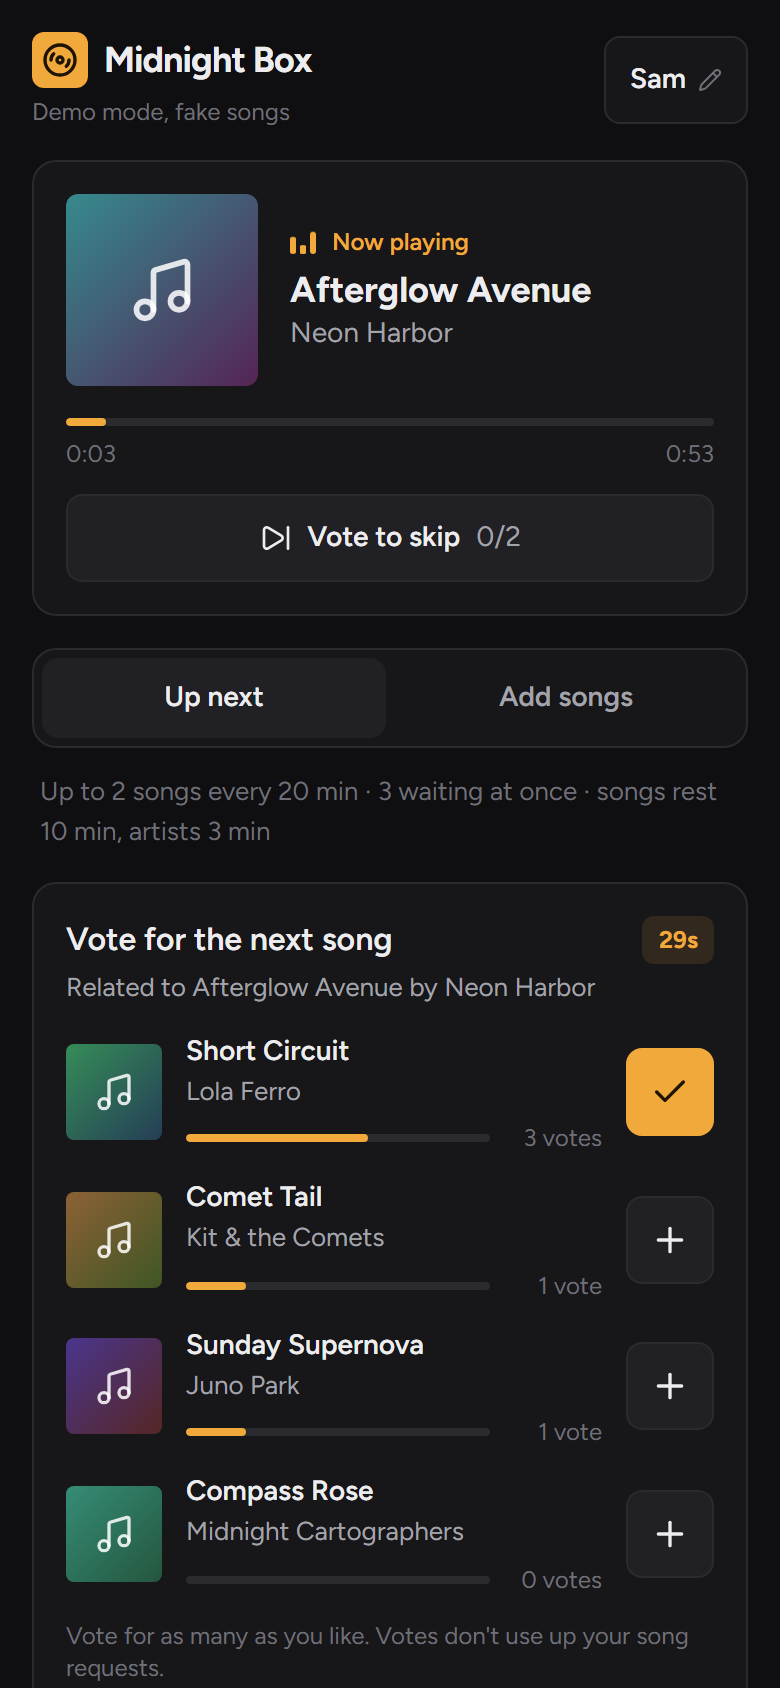 Midnight Box
Demo mode, fake songs
Sam
Now playing
Afterglow Avenue
Neon Harbor
0:03
0:53
Vote to skip 0/2
Up next
Add songs
Up to 2 songs every 20 min · 3 waiting at once · songs rest
10 min, artists 3 min
Vote for the next song
29s
Related to Afterglow Avenue by Neon Harbor
Short Circuit
Lola Ferro
3 votes
Comet Tail
Kit & the Comets
1 vote
Sunday Supernova
Juno Park
1 vote
Compass Rose
Midnight Cartographers
0 votes
Vote for as many as you like. Votes don't use up your song
requests.